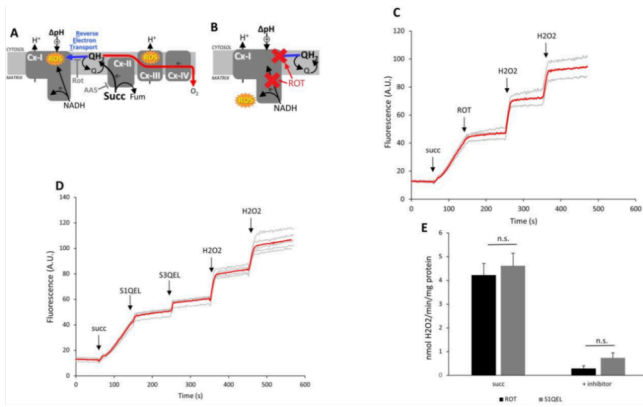 A
H⁺
ΔpH
Reverse
Electron
Transport
H⁺
CYTOSOL
Cx-I
ROS
QH₂
Cx-II
ROS
Q
Cx-III
Cx-IV
MATRIX
Rot
AA5
NADH
Succ
Fum
O₂
B
H⁺
ΔpH
CYTOSOL
Cx-I
QH₂
Q
MATRIX
ROT
NADH
ROS
C
Fluorescence (A.U.)
120
100
80
60
40
20
0
succ
ROT
H2O2
H2O2
0
100
200
300
400
500
600
Time (s)
D
Fluorescence (A.U.)
140
120
100
80
60
40
20
0
succ
S1QEL
S3QEL
H2O2
H2O2
0
100
200
300
400
500
600
Time (s)
E
nmol H2O2/min/mg protein
6
5
4
3
2
1
0
n.s.
n.s.
succ
+ inhibitor
ROT
S1QEL